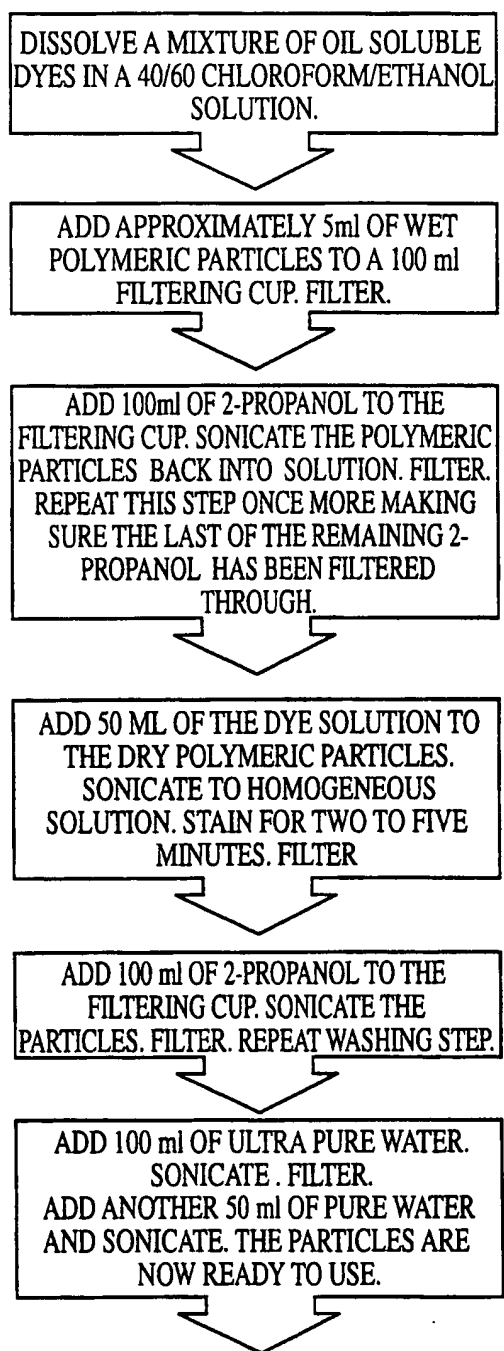 DISSOLVE A MIXTURE OF OIL SOLUBLE
DYES IN A 40/60 CHLOROFORM/ETHANOL
SOLUTION.
ADD APPROXIMATELY 5ml OF WET
POLYMERIC PARTICLES TO A 100 ml
FILTERING CUP. FILTER.
ADD 100ml OF 2-PROPANOL TO THE
FILTERING CUP. SONICATE THE POLYMERIC
PARTICLES BACK INTO SOLUTION. FILTER.
REPEAT THIS STEP ONCE MORE MAKING
SURE THE LAST OF THE REMAINING 2-
PROPANOL HAS BEEN FILTERED
THROUGH.
ADD 50 ML OF THE DYE SOLUTION TO
THE DRY POLYMERIC PARTICLES.
SONICATE TO HOMOGENEOUS
SOLUTION. STAIN FOR TWO TO FIVE
MINUTES. FILTER
ADD 100 ml OF 2-PROPANOL TO THE
FILTERING CUP. SONICATE THE
PARTICLES. FILTER. REPEAT WASHING STEP.
ADD 100 ml OF ULTRA PURE WATER.
SONICATE . FILTER.
ADD ANOTHER 50 ml OF PURE WATER
AND SONICATE. THE PARTICLES ARE
NOW READY TO USE.